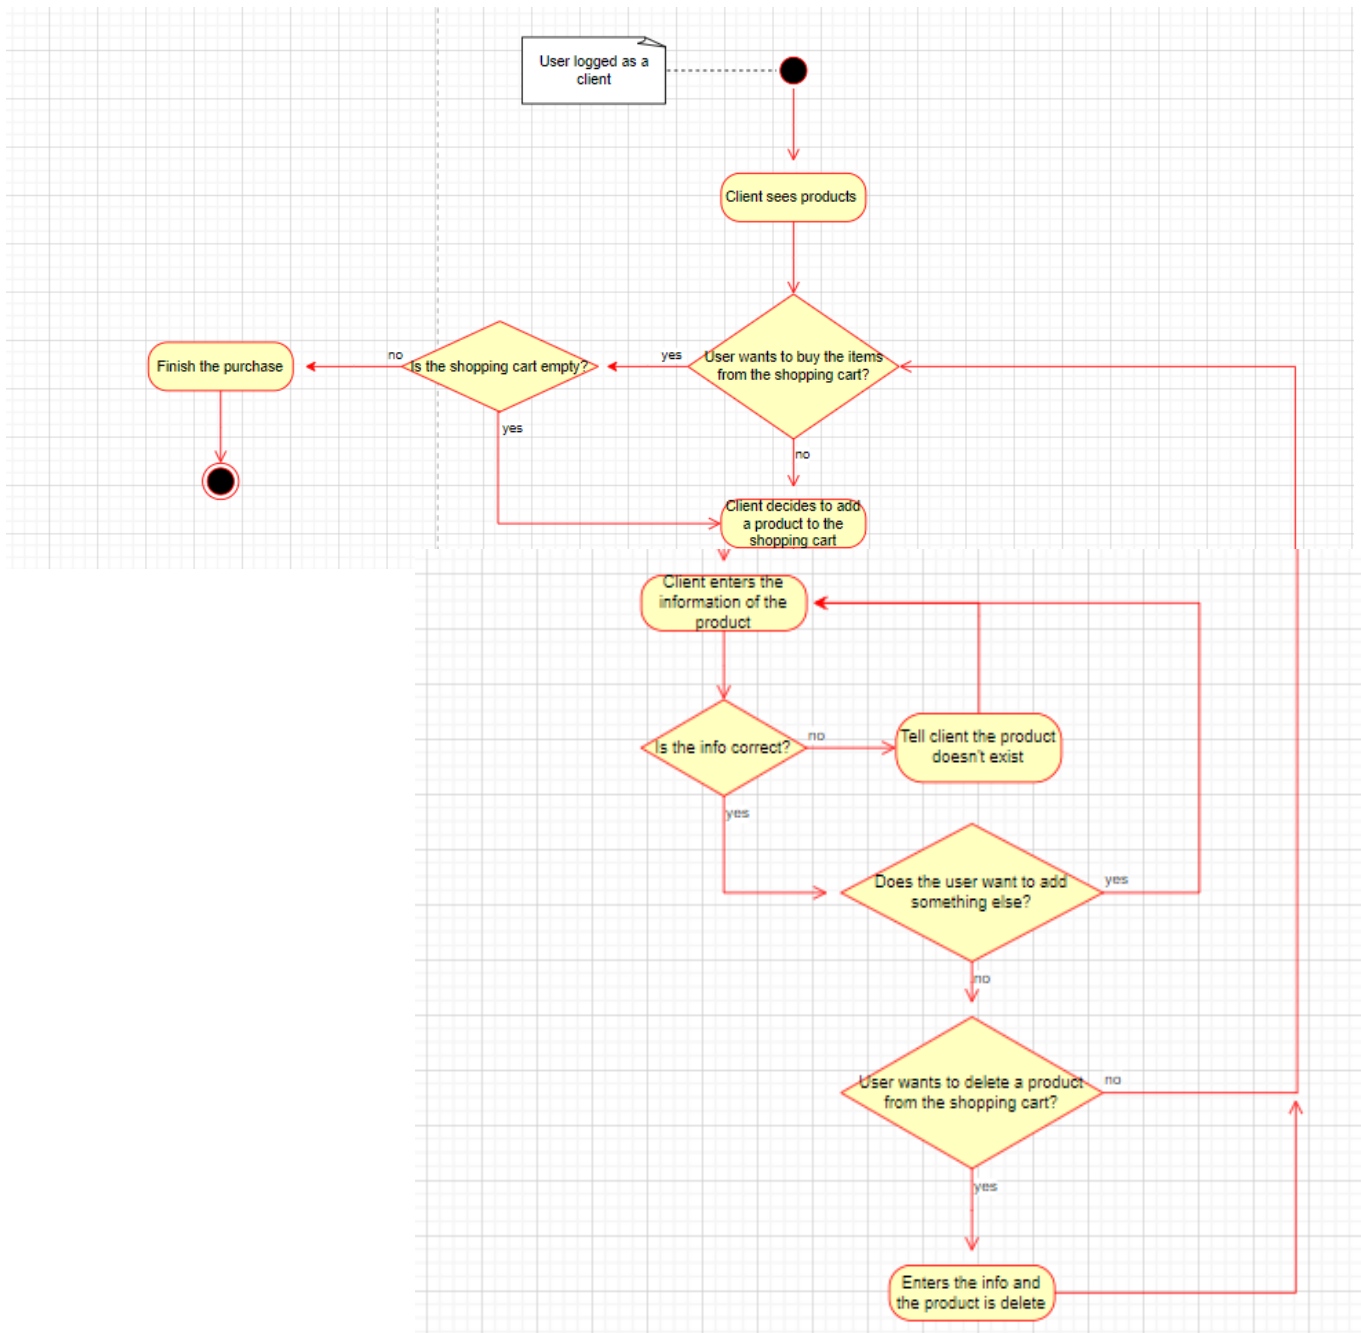 User logged as a
client
Client sees products
User wants to buy the items
from the shopping cart?
yes
Is the shopping cart empty?
no
Finish the purchase
yes
no
Client decides to add
a product to the
shopping cart
Client enters the
information of the
product
Is the info correct?
no
Tell client the product
doesn't exist
yes
Does the user want to add
something else?
yes
no
User wants to delete a product
from the shopping cart?
no
yes
Enters the info and
the product is delete